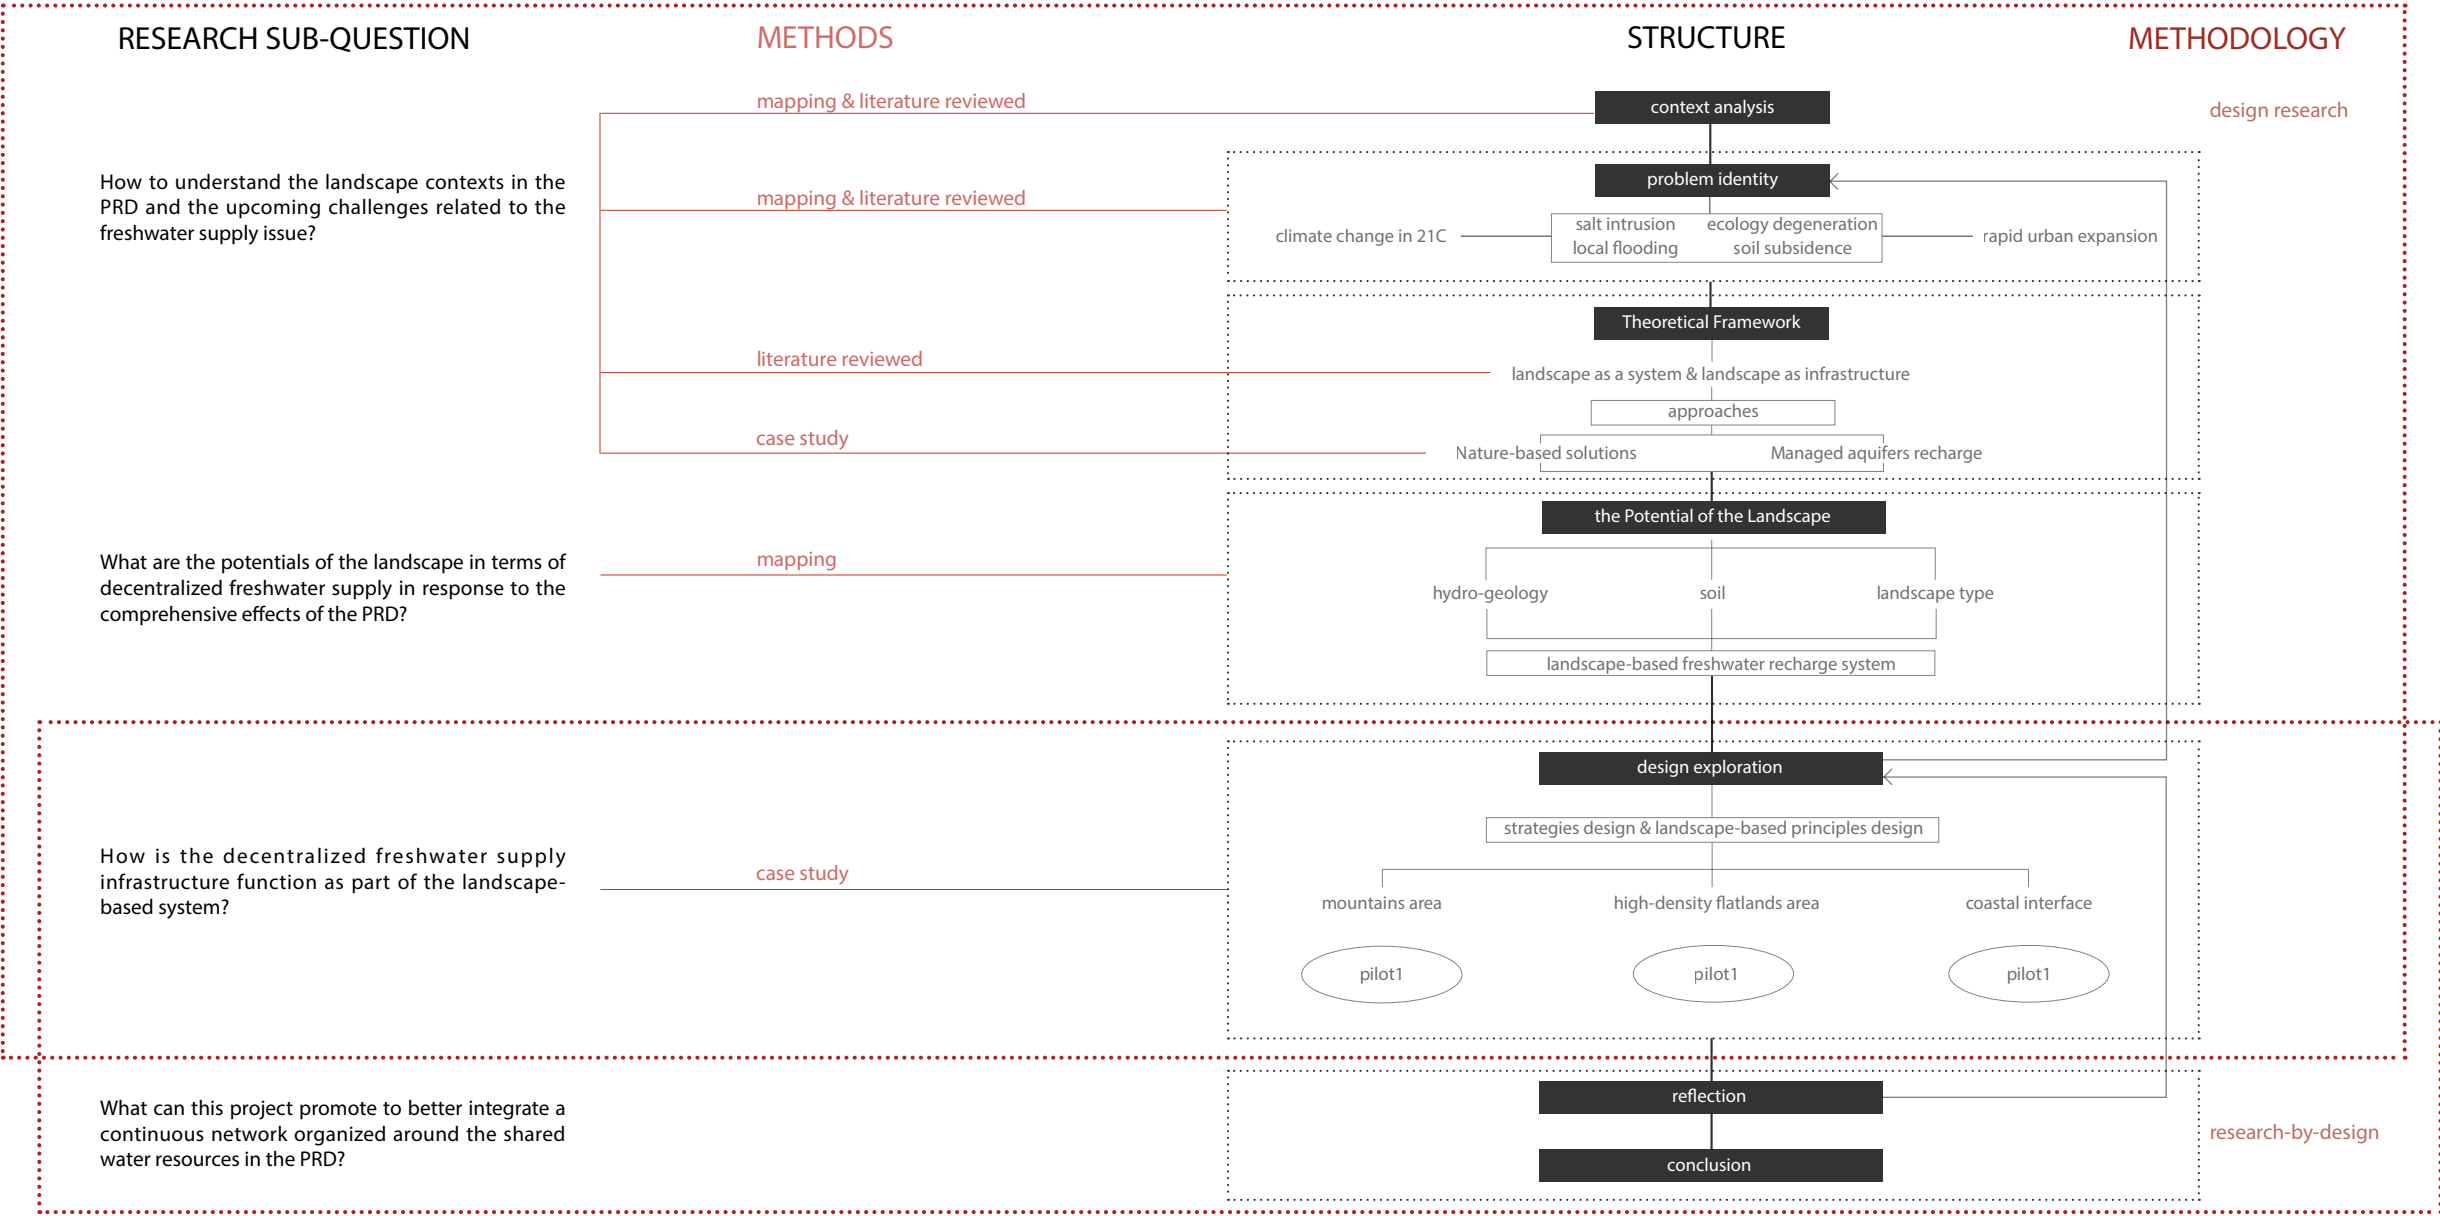 RESEARCH SUB-QUESTION
METHODS
STRUCTURE
METHODOLOGY
mapping & literature reviewed
context analysis
design research
How to understand the landscape contexts in the
PRD and the upcoming challenges related to the
freshwater supply issue?
mapping & literature reviewed
problem identity
climate change in 21C
salt intrusion
ecology degeneration
local flooding
soil subsidence
rapid urban expansion
Theoretical Framework
literature reviewed
landscape as a system & landscape as infrastructure
approaches
case study
Nature-based solutions
Managed aquifers recharge
the Potential of the Landscape
What are the potentials of the landscape in terms of
decentralized freshwater supply in response to the
comprehensive effects of the PRD?
mapping
hydro-geology
soil
landscape type
landscape-based freshwater recharge system
design exploration
strategies design & landscape-based principles design
How is the decentralized freshwater supply
infrastructure function as part of the landscape-
based system?
case study
mountains area
high-density flatlands area
coastal interface
pilot1
pilot1
pilot1
What can this project promote to better integrate a
continuous network organized around the shared
water resources in the PRD?
reflection
research-by-design
conclusion